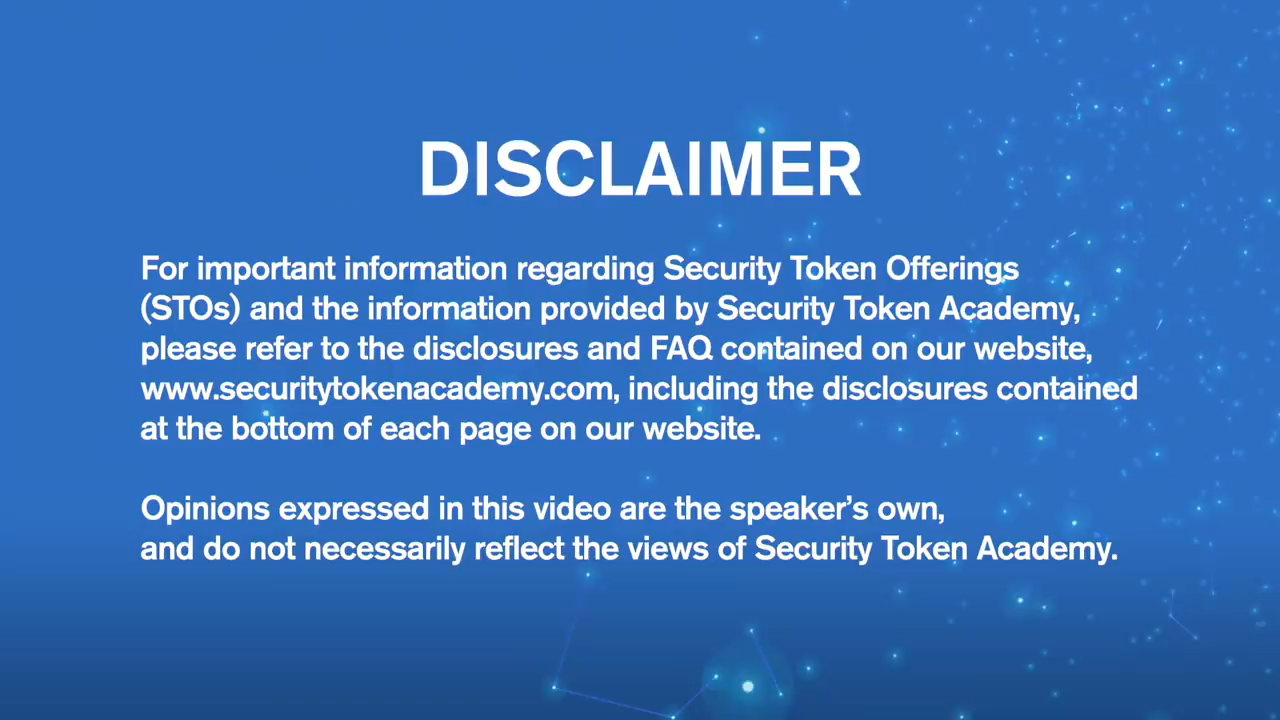 DISCLAIMER
For important information regarding Security Token Offerings
(STOs) and the information provided by Security Token Academy,
please refer to the disclosures and FAQ contained on our website,
www.securitytokenacademy.com, including the disclosures contained
at the bottom of each page on our website.
Opinions expressed in this video are the speaker’s own,
and do not necessarily reflect the views of Security Token Academy.